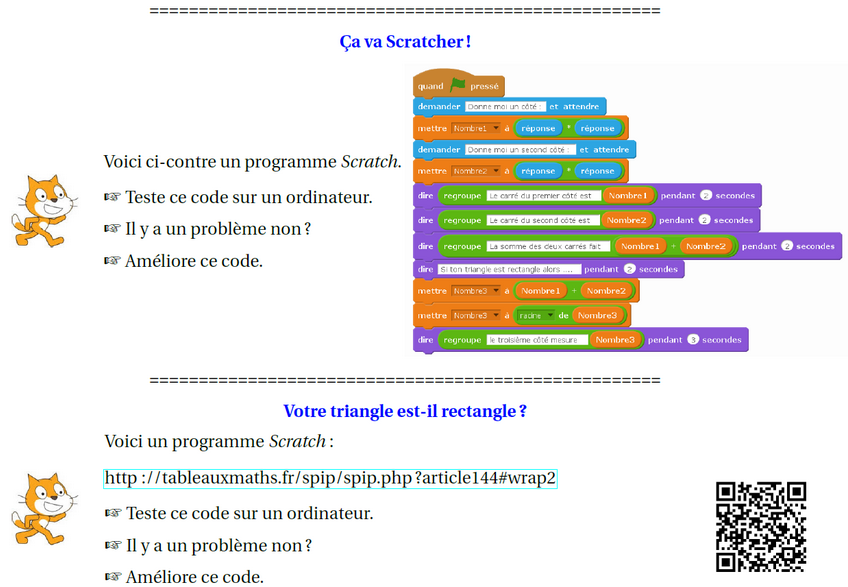 ====================================================
Ça va Scratcher !
quand pressé
demander Donne moi un côté : et attendre
mettre Nombre1 à réponse * réponse
demander Donne moi un second côté : et attendre
Voici ci-contre un programme Scratch.
mettre Nombre2 à réponse * réponse
☞ Teste ce code sur un ordinateur.
dire regroupe Le carré du premier côté est Nombre1 pendant 2 secondes
☞ Il y a un problème non ?
dire regroupe Le carré du second côté est Nombre2 pendant 2 secondes
dire regroupe La somme des deux carrés fait Nombre1 + Nombre2 pendant 2 secondes
☞ Améliore ce code.
dire Si ton triangle est rectangle alors .... pendant 2 secondes
mettre Nombre3 à Nombre1 + Nombre2
mettre Nombre3 à racine de Nombre3
dire regroupe le troisième côté mesure Nombre3 pendant 3 secondes
====================================================
Votre triangle est-il rectangle ?
Voici un programme Scratch :
http ://tableauxmaths.fr/spip/spip.php ?article144#wrap2
☞ Teste ce code sur un ordinateur.
☞ Il y a un problème non ?
☞ Améliore ce code.